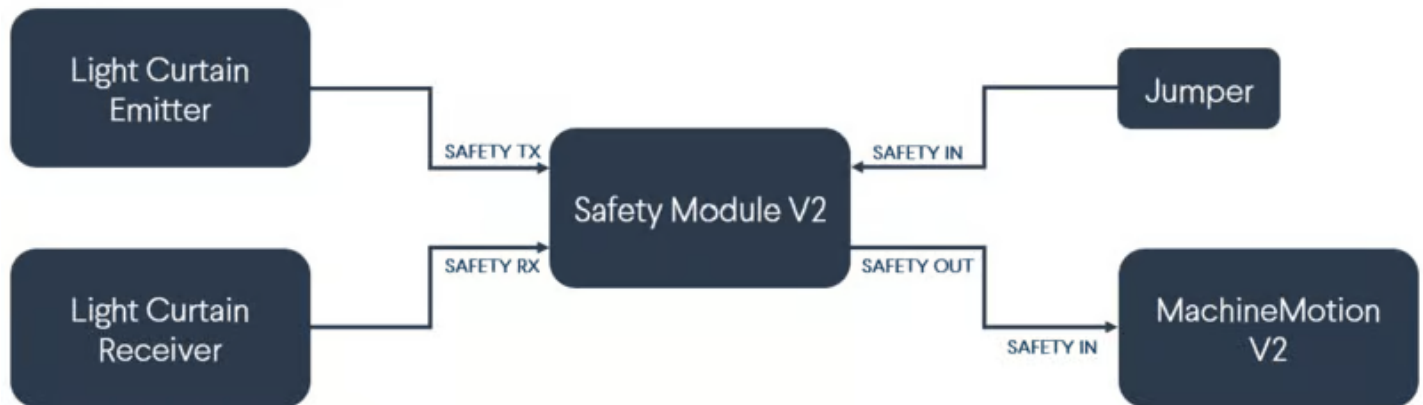 Light Curtain
Emitter
SAFETY TX
Light Curtain
Receiver
SAFETY RX
Safety Module V2
Jumper
SAFETY IN
SAFETY OUT
SAFETY IN
MachineMotion
V2